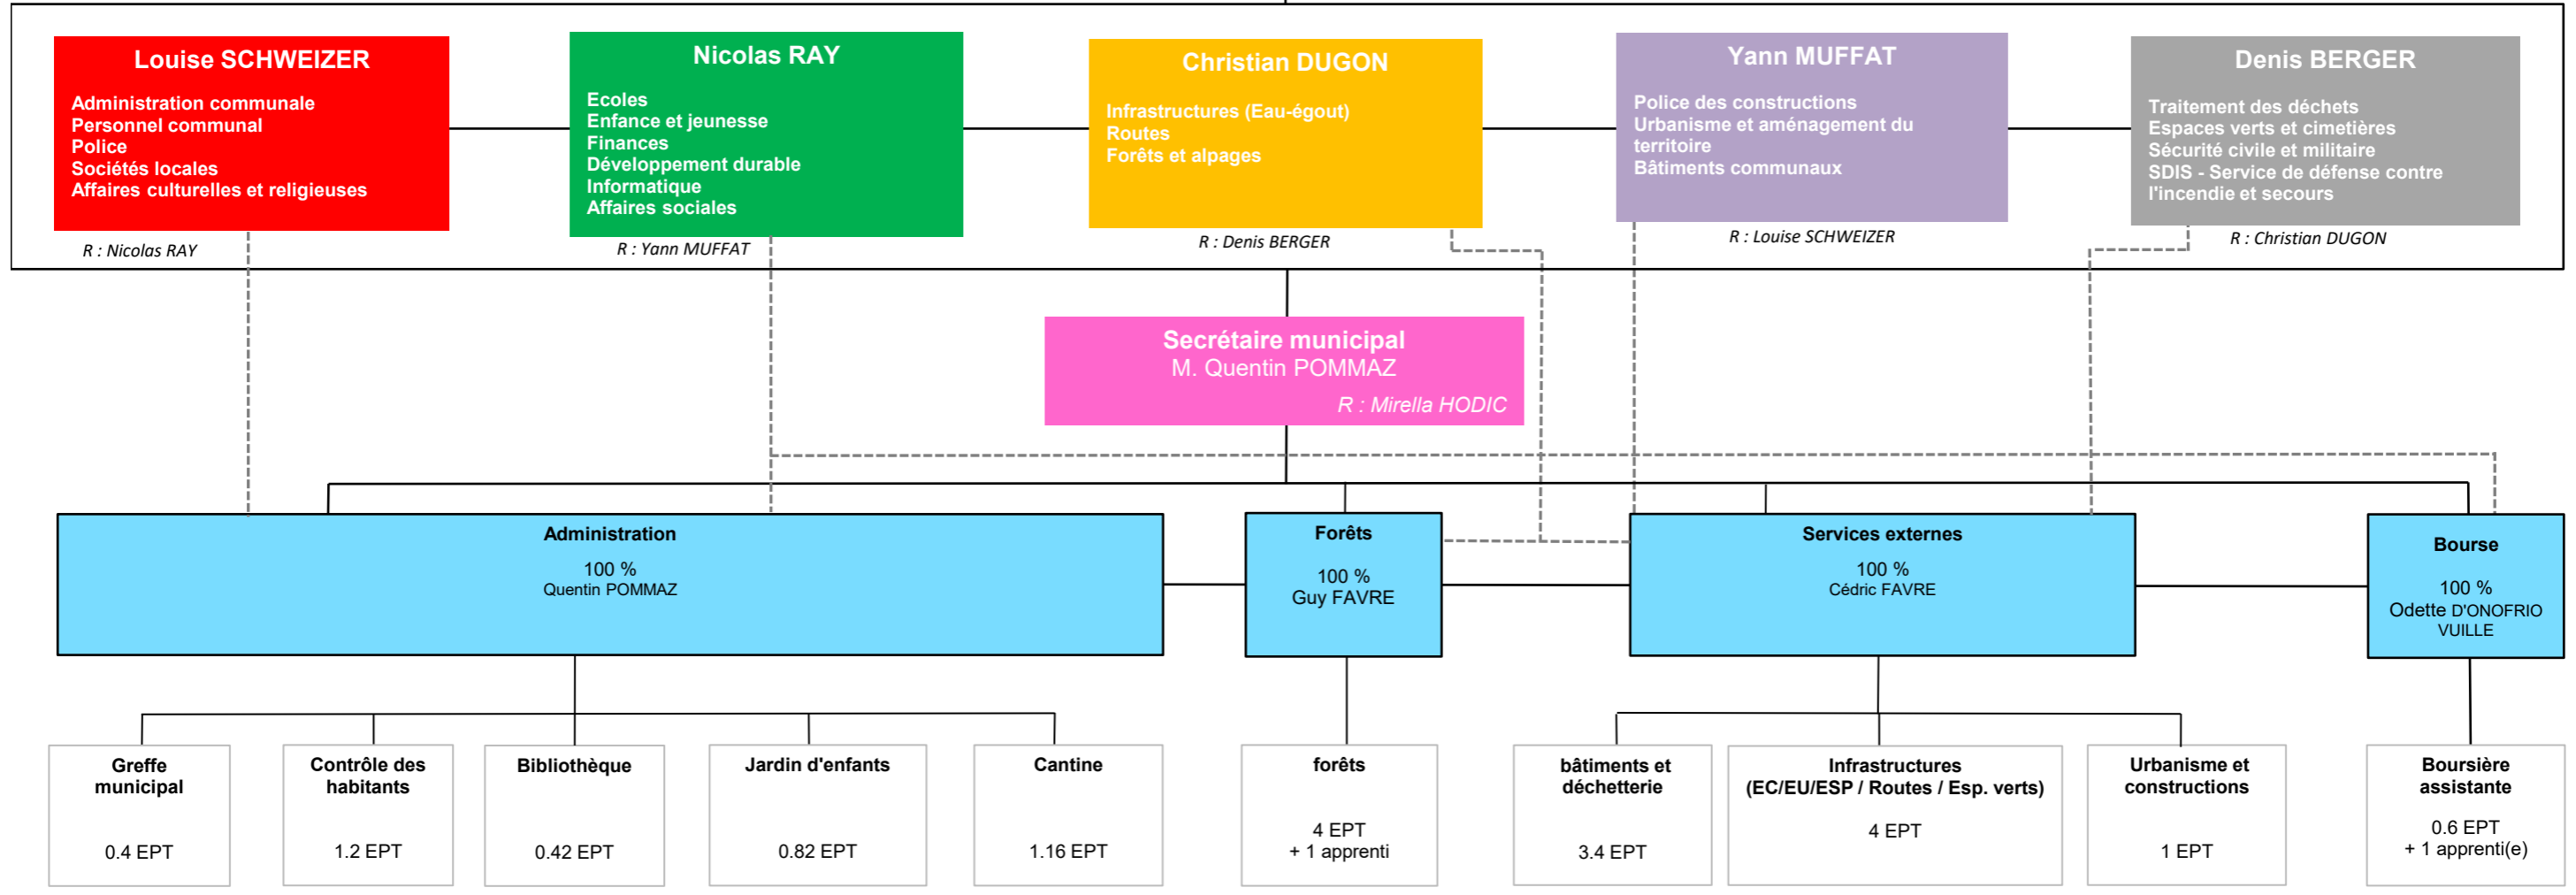 Louise SCHWEIZER
Administration communale
Personnel communal
Police
Sociétés locales
Affaires culturelles et religieuses
R : Nicolas RAY
Nicolas RAY
Ecoles
Enfance et jeunesse
Finances
Développement durable
Informatique
Affaires sociales
R : Yann MUFFAT
Christian DUGON
Infrastructures (Eau-égout)
Routes
Forêts et alpages
R : Denis BERGER
Yann MUFFAT
Police des constructions
Urbanisme et aménagement du
territoire
Bâtiments communaux
R : Louise SCHWEIZER
Denis BERGER
Traitement des déchets
Espaces verts et cimetières
Sécurité civile et militaire
SDIS - Service de défense contre
l'incendie et secours
R : Christian DUGON
Secrétaire municipal
M. Quentin POMMAZ
R : Mirella HODIC
Administration
100 %
Quentin POMMAZ
Forêts
100 %
Guy FAVRE
Services externes
100 %
Cédric FAVRE
Bourse
100 %
Odette D'ONOFRIO
VUILLE
Greffe
municipal
0.4 EPT
Contrôle des
habitants
1.2 EPT
Bibliothèque
0.42 EPT
Jardin d'enfants
0.82 EPT
Cantine
1.16 EPT
forêts
4 EPT
+ 1 apprenti
bâtiments et
déchetterie
3.4 EPT
Infrastructures
(EC/EU/ESP / Routes / Esp. verts)
4 EPT
Urbanisme et
constructions
1 EPT
Boursière
assistante
0.6 EPT
+ 1 apprenti(e)